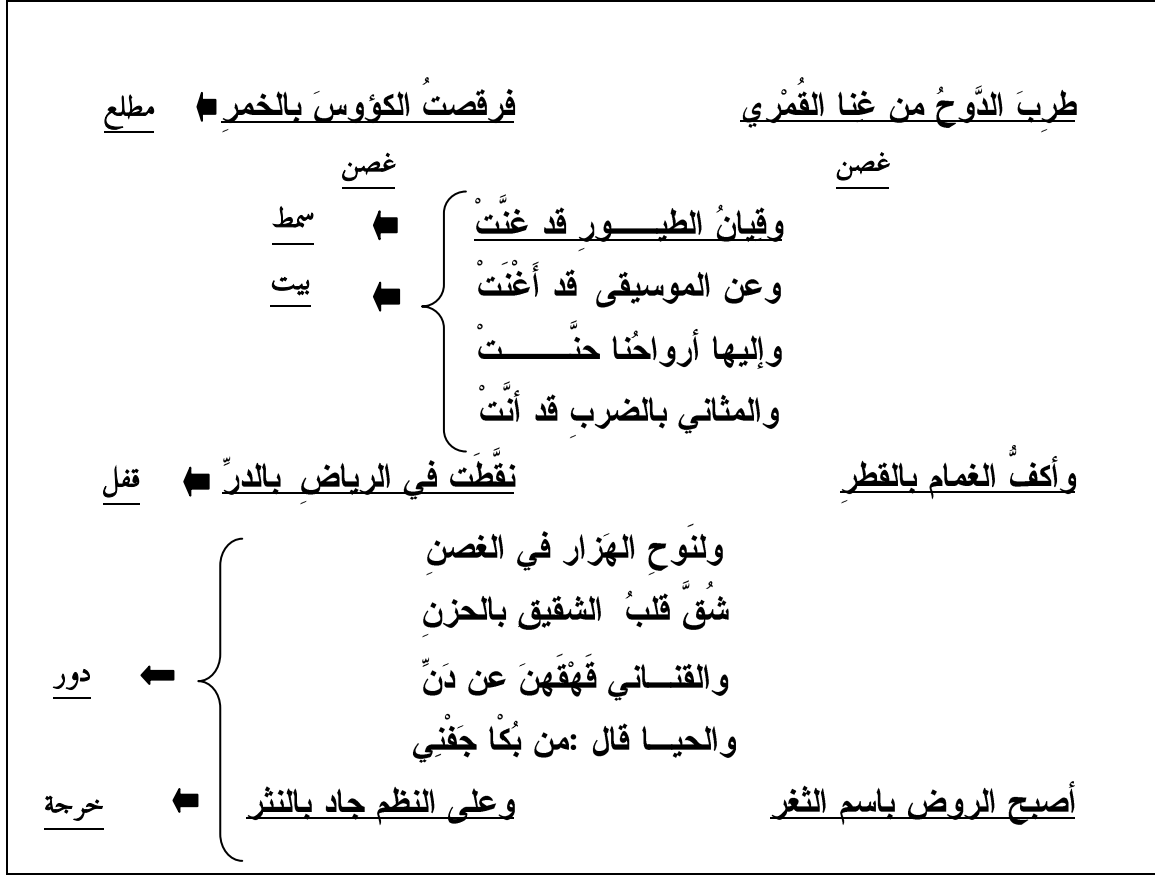 طرِبَ الدَّوحُ من غِنا القُمْري فرقصتُ الكؤوسَ بالخمرِ مطلع
غصن غصن
وقِيانُ الطيـــــورِ قد غنَّتْ سمط
وعن الموسيقى قد أَغْنَتْ بيت
وإليها أرواحُنا حنَّـــــــتْ
والمثاني بالضربِ قد أنَّتْ
وأكفُّ الغمام بالقطرِ نقَّطَت في الرياضِ بالدرِّ قفل
ولنَوحِ الهَزار في الغصنِ
شُقَّ قلبُ الشقيقِ بالحزنِ
والقنـــاني قَهْقَهنَ عن دَنِّ
دور
والحيـــا قال :من بُكْا جَفْنِي
أصبح الروض باسم الثغر وعلى النظم جاد بالنثر خرجة